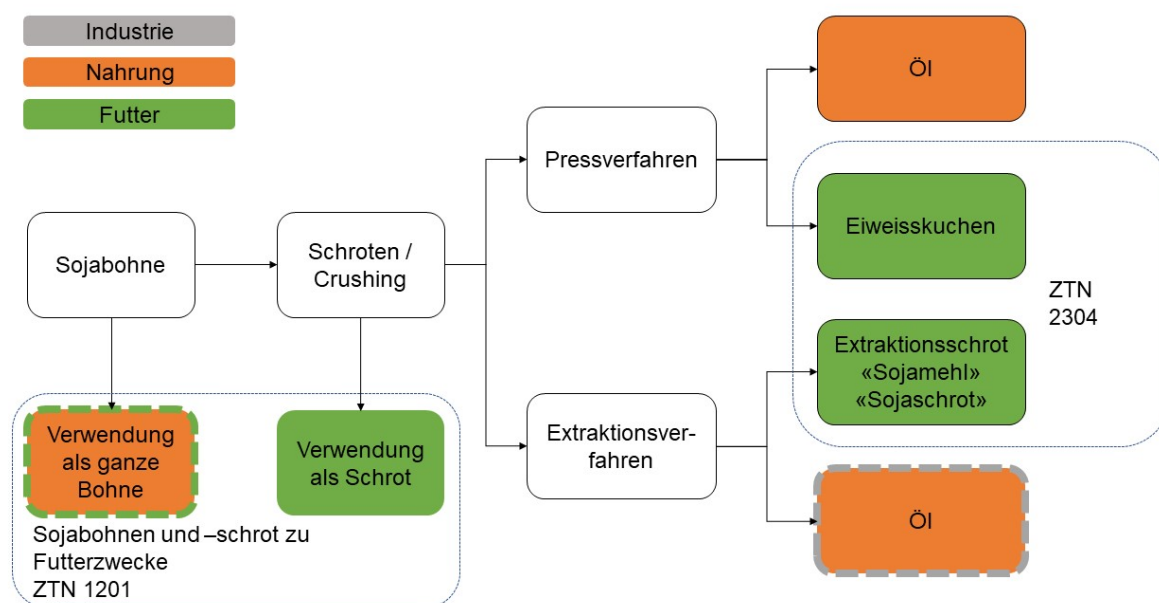 Industrie
Nahrung
Futter
Öl
Pressverfahren
Eiweisskuchen
Sojabohne
Schroten /
Crushing
ZTN
2304
Extraktionsschrot
«Sojamehl»
«Sojaschrot»
Verwendung
als ganze
Bohne
Verwendung
als Schrot
Extraktionsver-
fahren
Öl
Sojabohnen und –schrot zu
Futterzwecke
ZTN 1201